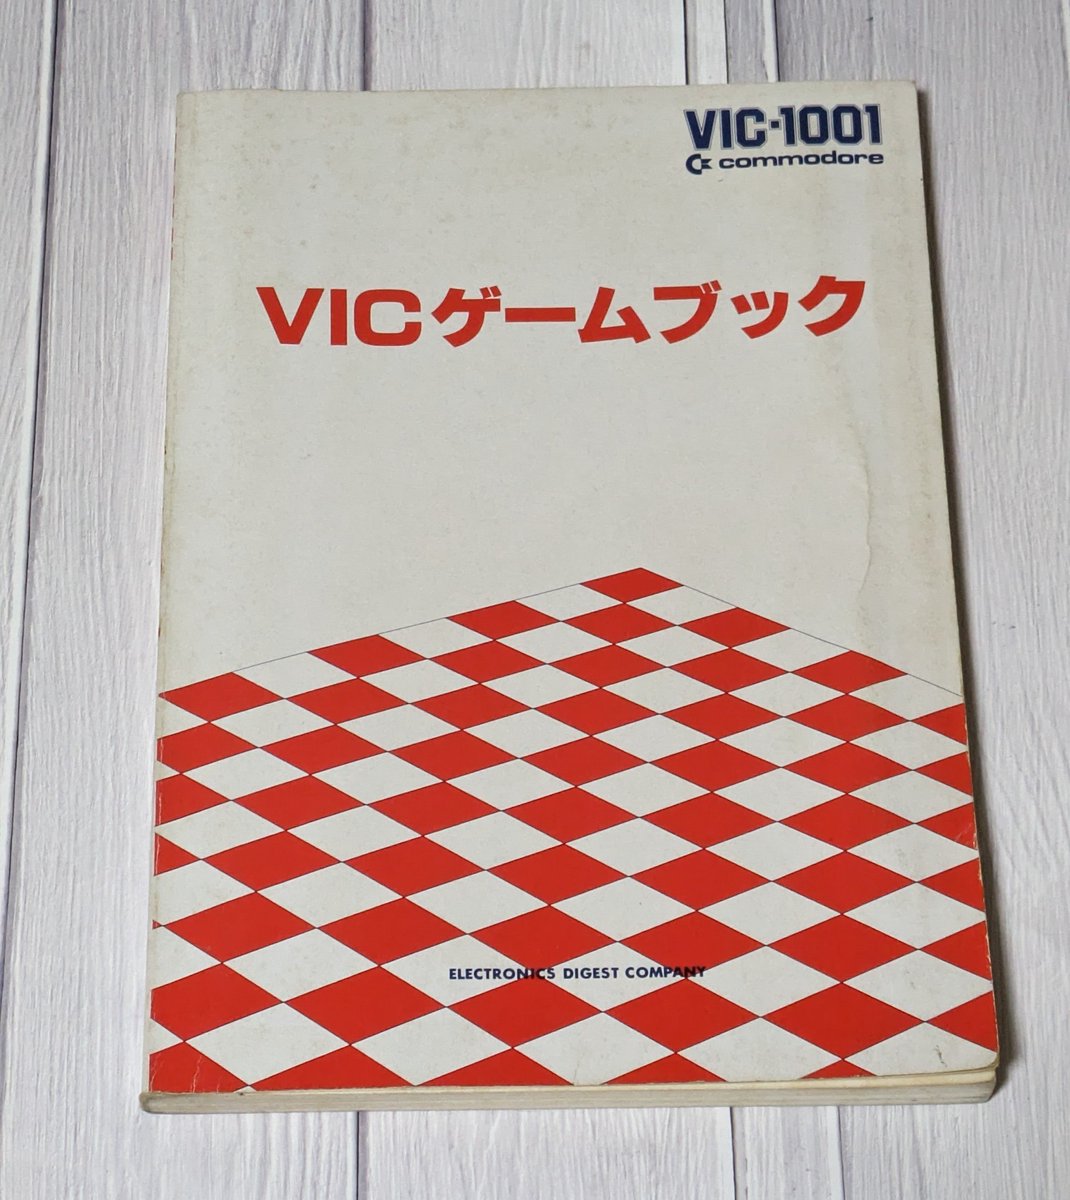 VIC-1001
commodore
VICゲームブック
ELECTRONICS DIGEST COMPANY